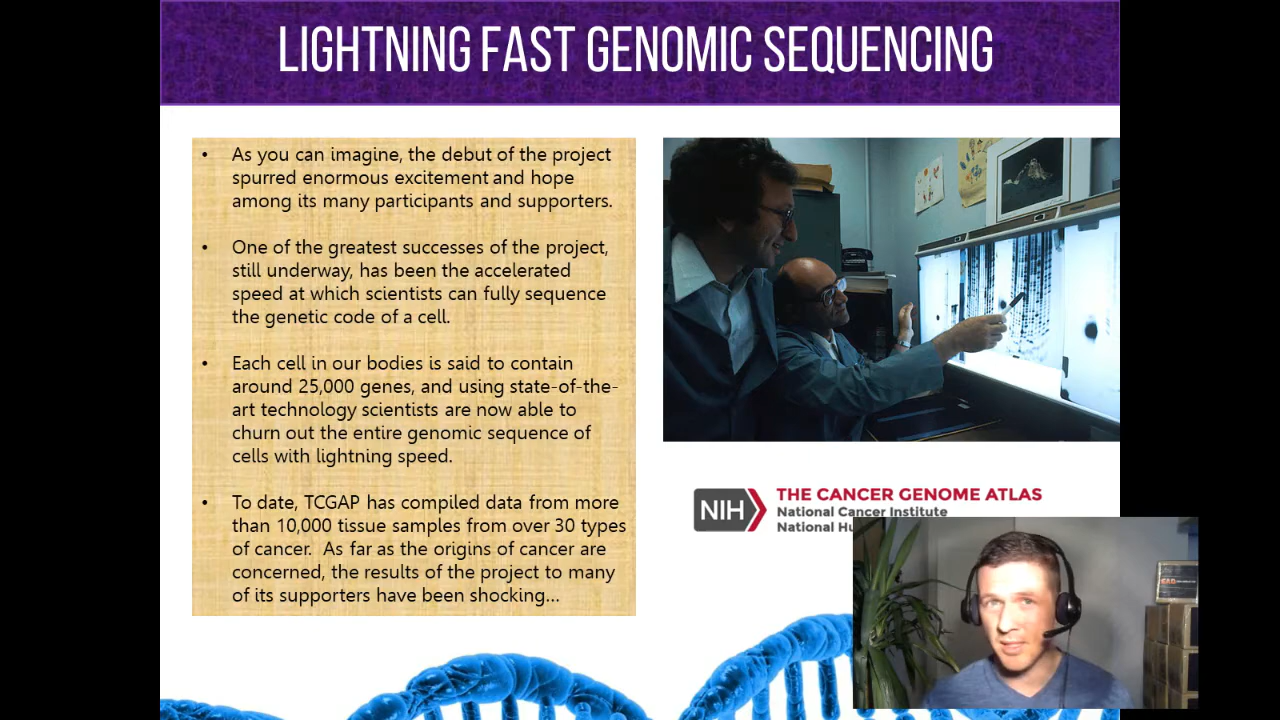 LIGHTNING FAST GENOMIC SEQUENCING
• As you can imagine, the debut of the project
spurred enormous excitement and hope
among its many participants and supporters.
• One of the greatest successes of the project,
still underway, has been the accelerated
speed at which scientists can fully sequence
the genetic code of a cell.
• Each cell in our bodies is said to contain
around 25,000 genes, and using state-of-the-
art technology scientists are now able to
churn out the entire genomic sequence of
cells with lightning speed.
• To date, TCGAP has compiled data from more
than 10,000 tissue samples from over 30 types
of cancer. As far as the origins of cancer are
concerned, the results of the project to many
of its supporters have been shocking...
NIH
THE CANCER GENOME ATLAS
National Cancer Institute
National